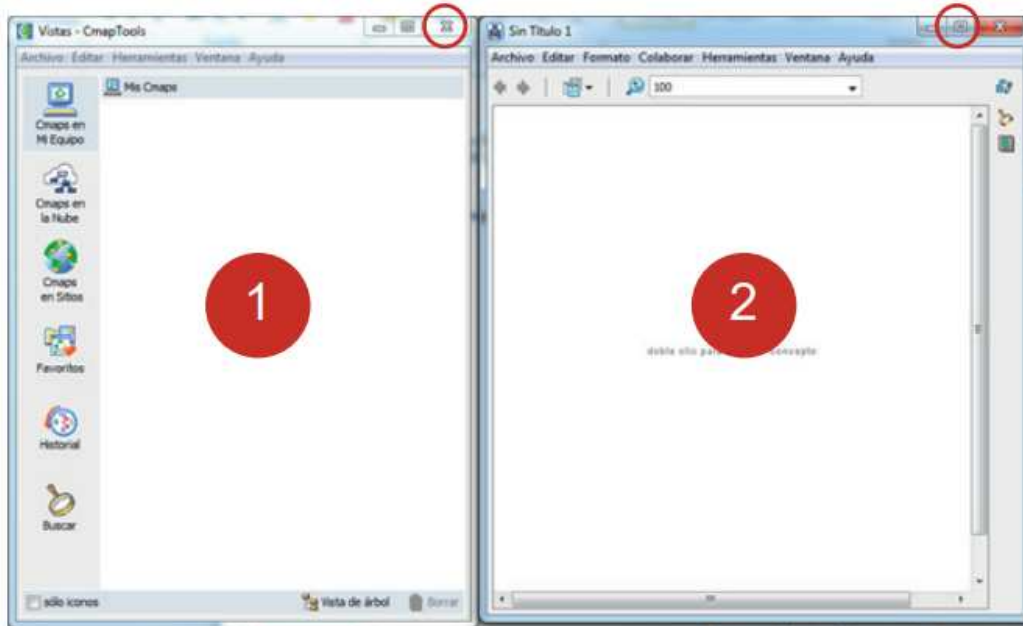 Vistas - CmapTools
Archivo Editar Herramientas Ventana Ayuda
Mis Cmaps
Cmaps en
Mi Equipo
Cmaps en
la Nube
Cmaps
en Sitios
Favoritos
Historial
Buscar
1
sólo iconos
Vista de árbol
Borrar
Sin Título 1
Archivo Editar Formato Colaborar Herramientas Ventana Ayuda
100
2
doble clic concepto